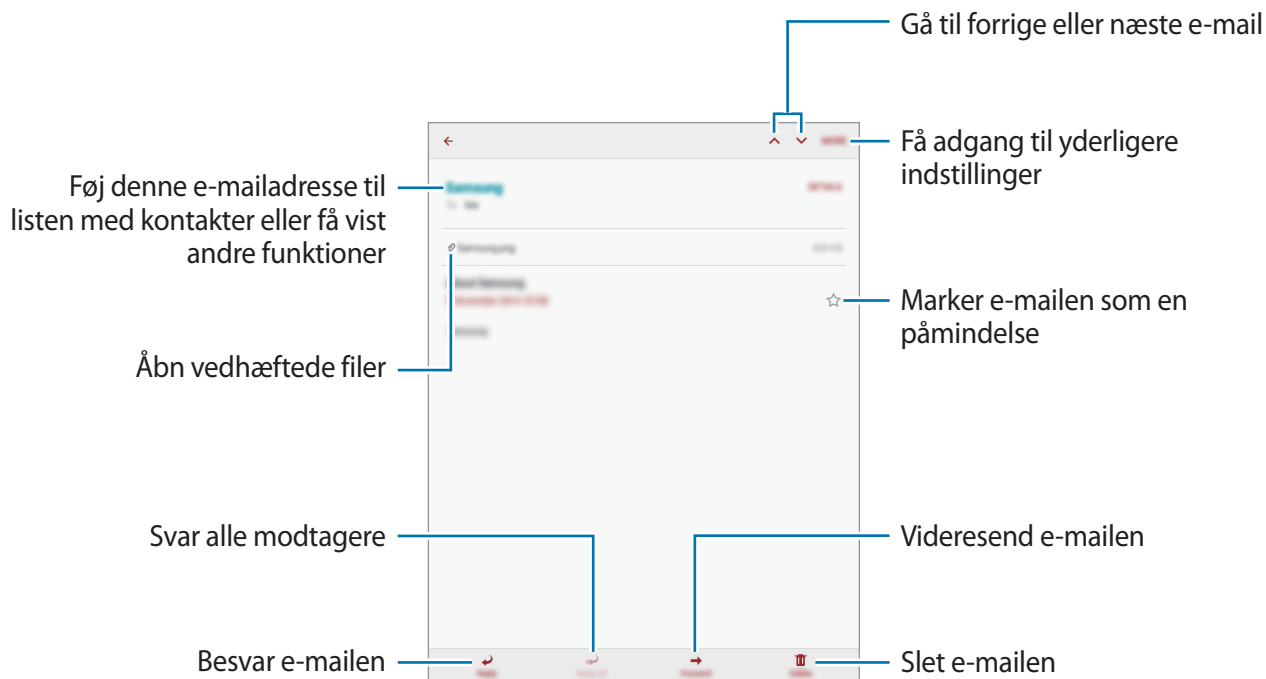 Gå til forrige eller næste e-mail
Få adgang til yderligere
indstillinger
Føj denne e-mailadresse til
listen med kontakter eller få vist
andre funktioner
Samsung
DETAILS
Marker e-mailen som en
påmindelse
Åbn vedhæftede filer
Svar alle modtagere
Videresend e-mailen
Besvar e-mailen
Slet e-mailen